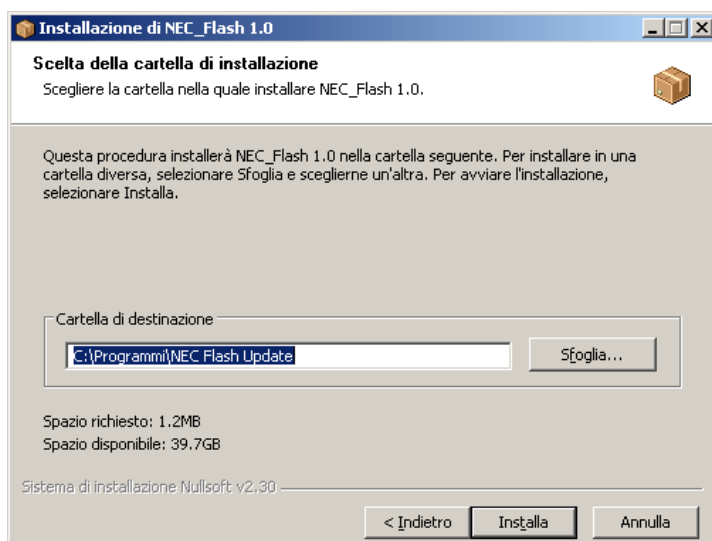 Installazione di NEC_Flash 1.0
Scelta della cartella di installazione
Scegliere la cartella nella quale installare NEC_Flash 1.0.
Questa procedura installerà NEC_Flash 1.0 nella cartella seguente. Per installare in una
cartella diversa, selezionare Sfoglia e sceglierne un'altra. Per avviare l'installazione,
selezionare Installa.
Cartella di destinazione
C:\Programmi\NEC Flash Update
Sfoglia...
Spazio richiesto: 1.2MB
Spazio disponibile: 39.7GB
Sistema di installazione Nullsoft v2.30
< Indietro
Installa
Annulla